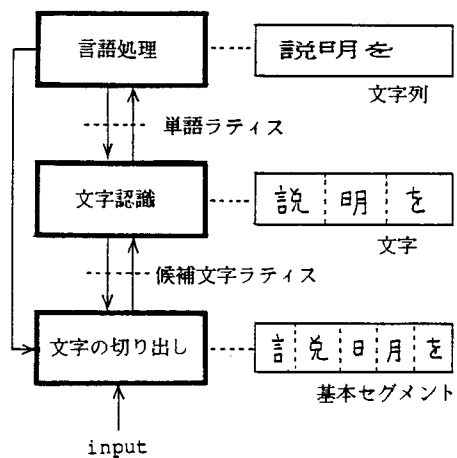 言語処理
説明を
文字列
単語ラティス
文字認識
説 明 を
文字
候補文字ラティス
文字の切り出し
言 兑 日 月 を
基本セグメント
input